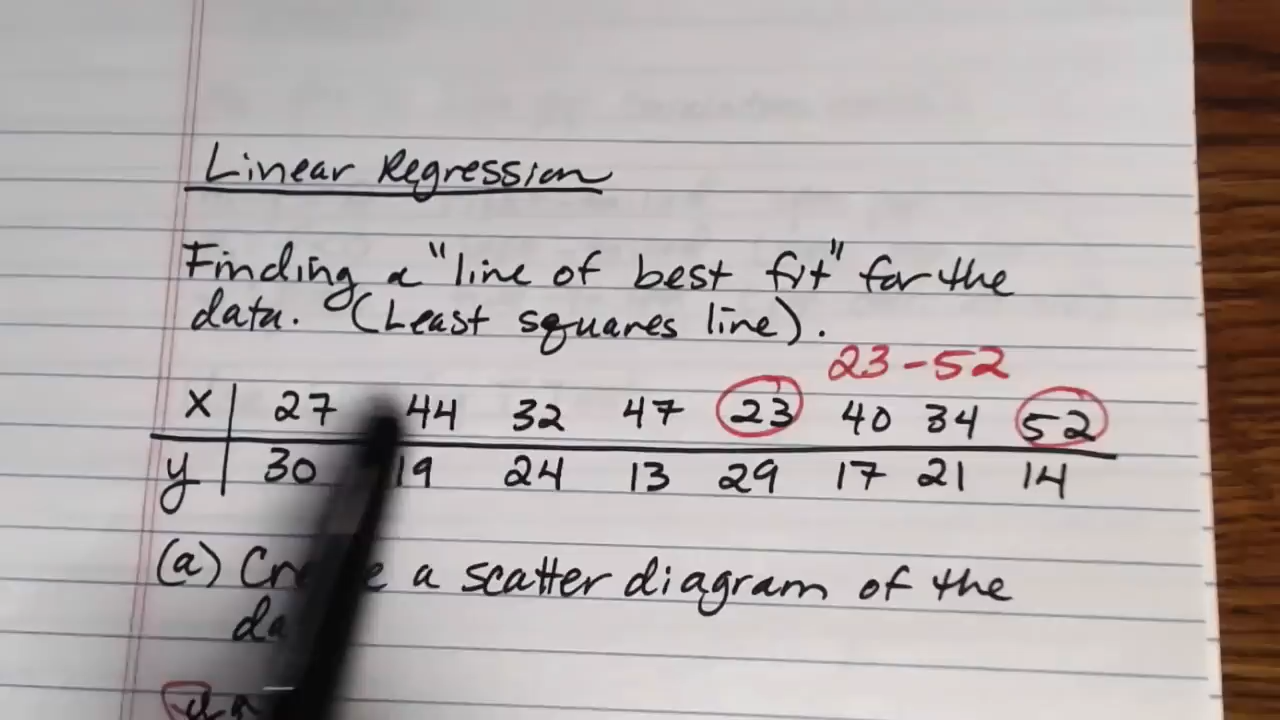 Linear Regression
Finding a "line of best fit" for the
data. (Least squares line).
23-52
x 27 44 32 47 23 40 34 52
y 30 19 24 13 29 17 21 14
(a) a scatter diagram of the